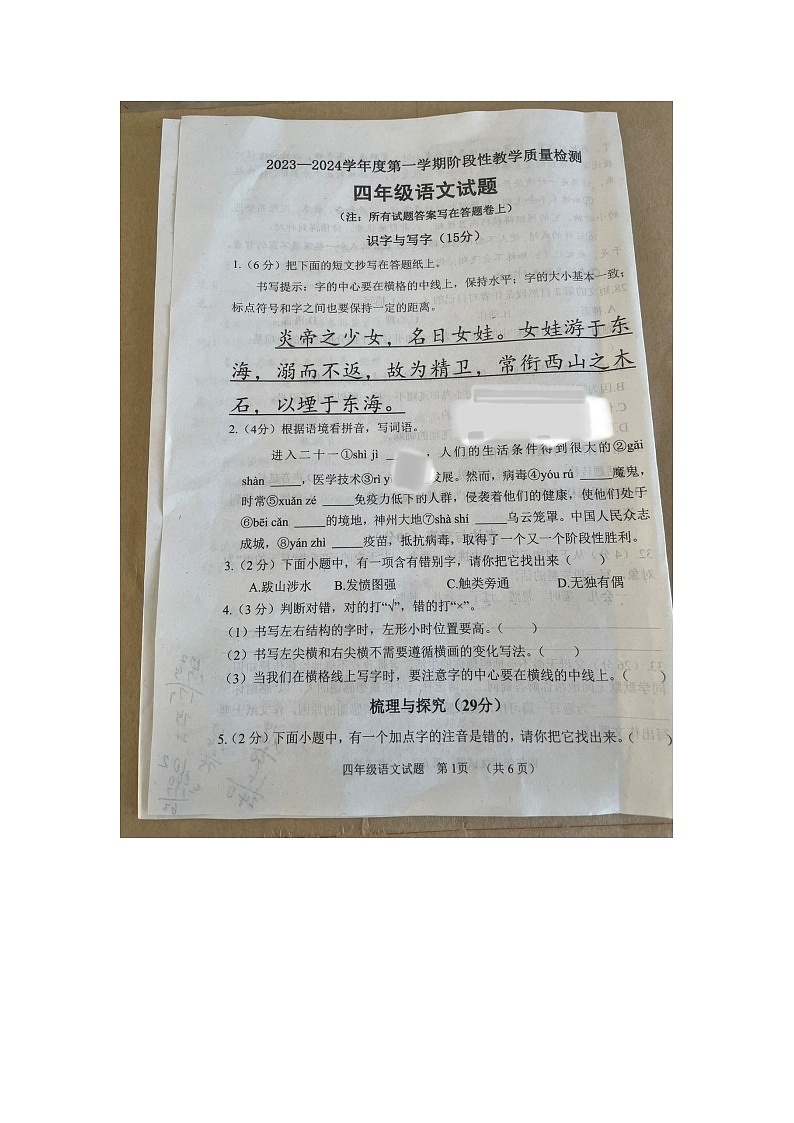 2023—2024学年度第一学期阶段性教学质量检测
四年级语文试题
（注：所有试题答案写在答题卷上）
识字与写字（15分）
1.（6 分）把下面的短文抄写在答题纸上。
书写提示：字的中心要在横格的中线上，保持水平；字的大小基本一致；
标点符号和字之间也要保持一定的距离。
炎帝之少女，名日女娃。女娃游于东
海，溺而不返，故为精卫，常衔西山之木
石，以堙于东海。
2.（4分）根据语境看拼音，写词语。
进入二十一①shì jì ，人们的生活条件得到很大的②gǎi
shàn ，医学技术③rì y 发展。然而，病毒④yóu rú 魔鬼，
时常⑤xuǎn zé 免疫力低下的人群，侵袭着他们的健康，使他们处于
⑥bēi cǎn 的境地，神州大地⑦shà shí 乌云笼罩。中国人民众志
成城，⑧yán zhì 疫苗，抵抗病毒，取得了一个又一个阶段性胜利。
3.（2 分）下面小题中，有一项含有错别字，请你把它找出来（ ）
A.跋山涉水 B.发愤图强 C.触类旁通 D.无独有偶
4.（3 分）判断对错，对的打“√”，错的打“×”。
（1）书写左右结构的字时，左形小时位置要高。（ ）
（2）书写左尖横和右尖横不需要遵循横画的变化写法。（ ）
（3）当我们在横格线上写字时，要注意字的中心要在横线的中线上。（ ）
梳理与探究（29分）
5.（2 分）下面小题中，有一个加点字的注音是错的，请你把它找出来。（ ）
四年级语文试题 第 1页 （共 6 页）